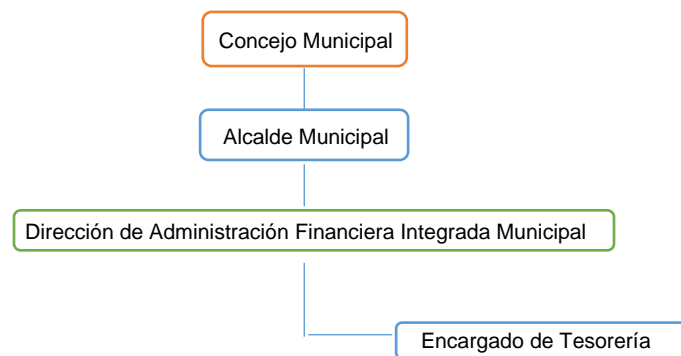 Concejo Municipal
Alcalde Municipal
Dirección de Administración Financiera Integrada Municipal
Encargado de Tesorería